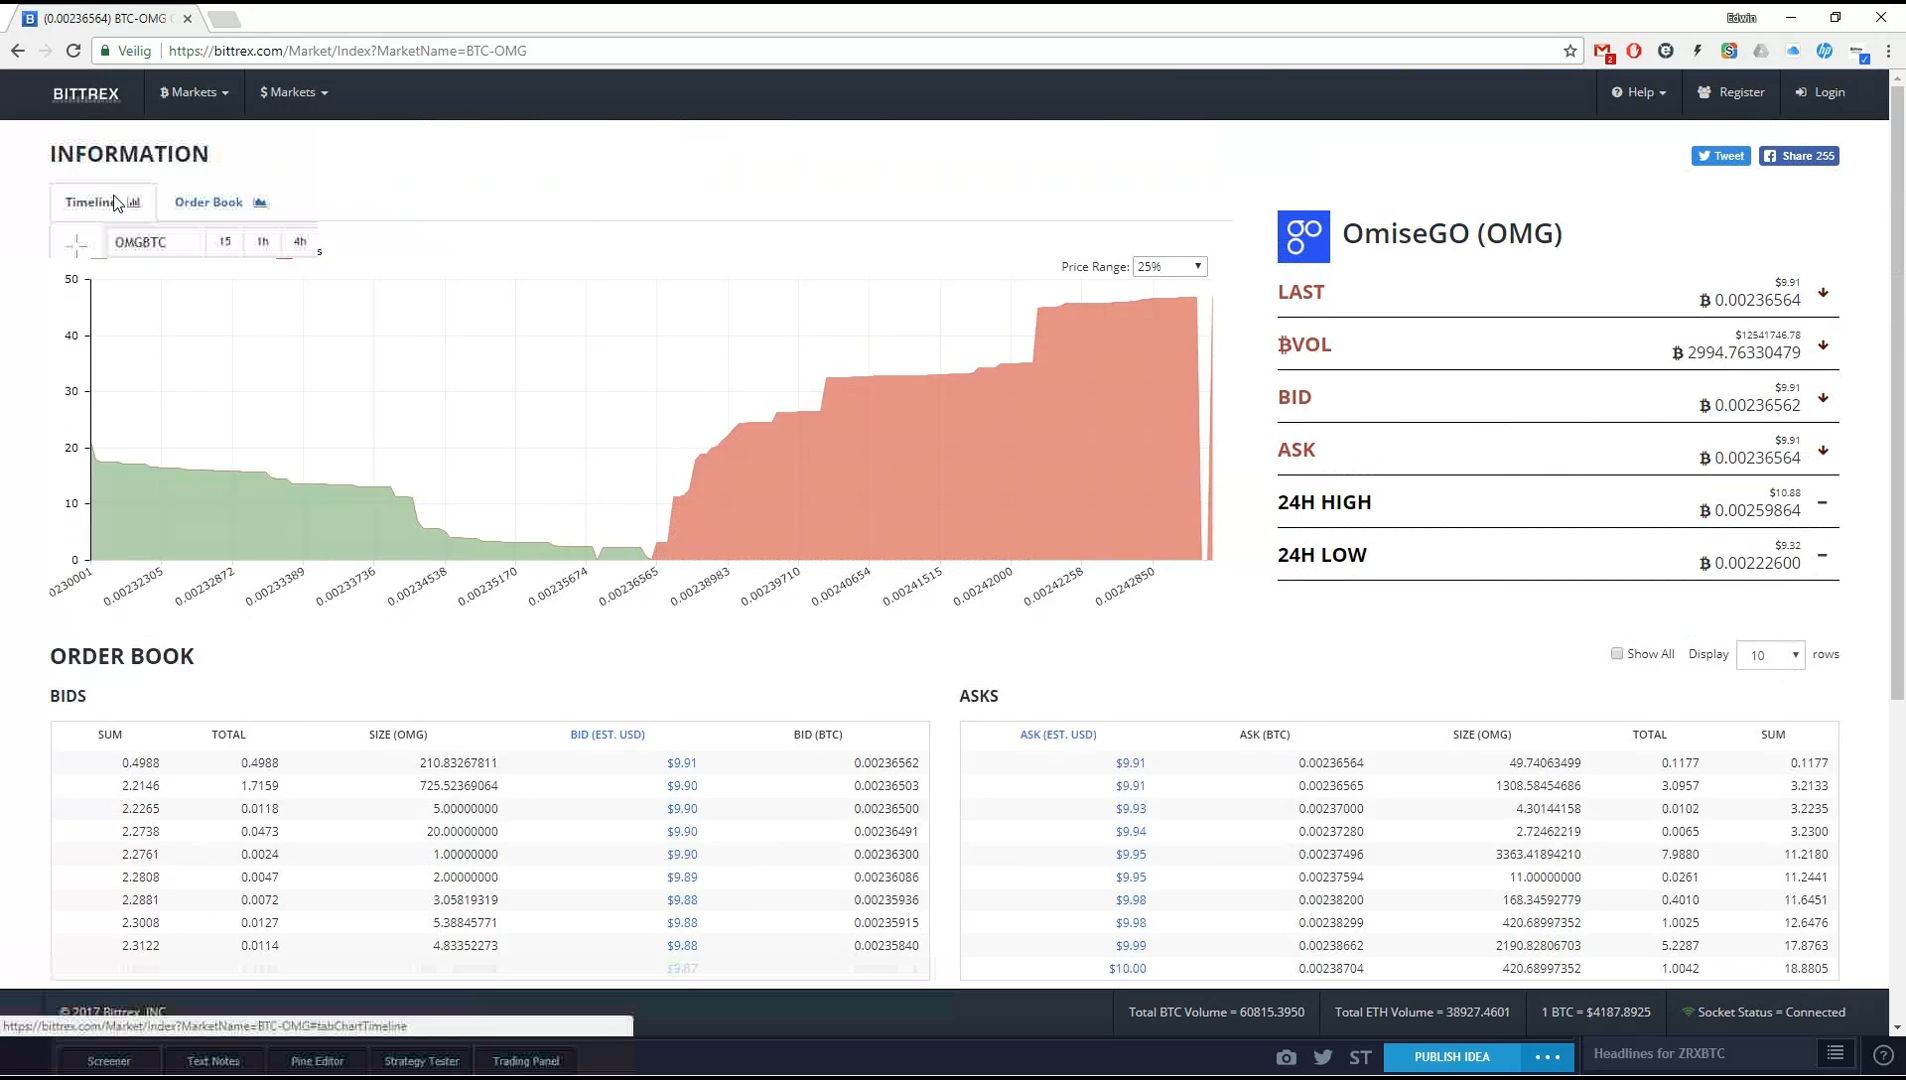 (0.00236564) BTC-OMG
Edwin
Veilig
https://bittrex.com/Market/Index?MarketName=BTC-OMG
2
BITTREX
Markets
$ Markets
Help
Register
Login
INFORMATION
Tweet
Share 255
Timeline
Order Book
OMGBTC
15
1h
4h
s
Price Range: 25%
50
40
30
20
10
0
0230001
0.00232305
0.00232872
0.00233389
0.00233736
0.00234538
0.00235170
0.00235674
0.00236565
0.00238983
0.00239710
0.00240654
0.00241515
0.00242000
0.00242258
0.00242850
go
OmiseGO (OMG)
LAST
$9.91
0.00236564
VOL
$12541746.78
2994.76330479
BID
$9.91
0.00236562
ASK
$9.91
0.00236564
24H HIGH
$10.88
0.00259864
24H LOW
$9.32
0.00222600
ORDER BOOK
Show All Display 10 rows
BIDS
SUM TOTAL SIZE (OMG) BID (EST. USD) BID (BTC)
0.4988 0.4988 210.83267811 $9.91 0.00236562
2.2146 1.7159 725.52369064 $9.90 0.00236503
2.2265 0.0118 5.00000000 $9.90 0.00236500
2.2738 0.0473 20.00000000 $9.90 0.00236491
2.2761 0.0024 1.00000000 $9.90 0.00236300
2.2808 0.0047 2.00000000 $9.89 0.00236086
2.2881 0.0072 3.05819319 $9.88 0.00235936
2.3008 0.0127 5.38845771 $9.88 0.00235915
2.3122 0.0114 4.83352273 $9.88 0.00235840
$9.87
ASKS
ASK (EST. USD) ASK (BTC) SIZE (OMG) TOTAL SUM
$9.91 0.00236564 49.74063499 0.1177 0.1177
$9.91 0.00236565 1308.58454686 3.0957 3.2133
$9.93 0.00237000 4.30144158 0.0102 3.2235
$9.94 0.00237280 2.72462219 0.0065 3.2300
$9.95 0.00237496 3363.41894210 7.9880 11.2180
$9.95 0.00237594 11.00000000 0.0261 11.2441
$9.98 0.00238200 168.34592779 0.4010 11.6451
$9.98 0.00238299 420.68997352 1.0025 12.6476
$9.99 0.00238662 2190.82806703 5.2287 17.8763
$10.00 0.00238704 420.68997352 1.0042 18.8805
© 2017 Bittrex, INC
Total BTC Volume = 60815.3950
Total ETH Volume = 38927.4601
1 BTC = $4187.8925
Socket Status = Connected
https://bittrex.com/Market/Index?MarketName=BTC-OMG#tabChartTimeline
Screener
Text Notes
Pine Editor
Strategy Tester
Trading Panel
ST
PUBLISH IDEA
Headlines for ZRXBTC